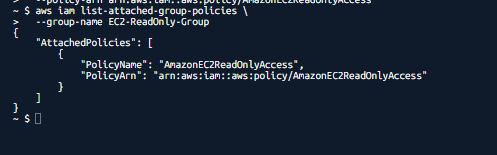 >   --policy-arn arn:aws:iam::aws:policy/AmazonEC2ReadOnlyAccess
~ $ aws iam list-attached-group-policies \
>   --group-name EC2-ReadOnly-Group
{
    "AttachedPolicies": [
        {
            "PolicyName": "AmazonEC2ReadOnlyAccess",
            "PolicyArn": "arn:aws:iam::aws:policy/AmazonEC2ReadOnlyAccess"
        }
    ]
}
~ $